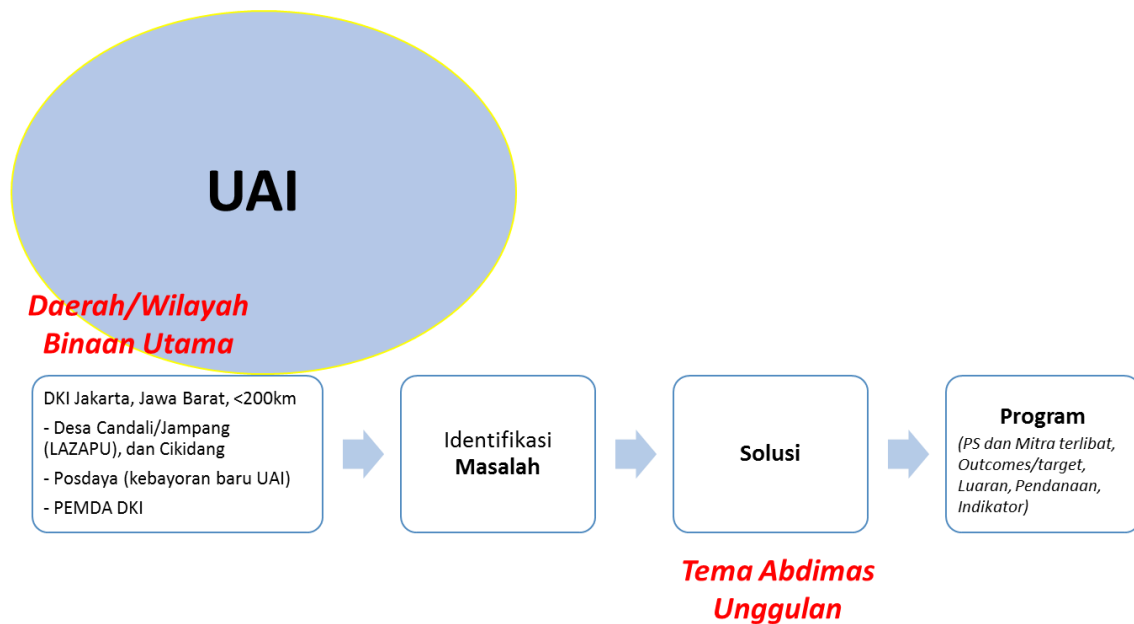 UAI
Daerah/Wilayah
Binaan Utama
DKI Jakarta, Jawa Barat, <200km
- Desa Candali/Jampang
(LAZAPU), dan Cikidang
- Posdaya (kebayoran baru UAI)
- PEMDA DKI
Identifikasi
Masalah
Solusi
Program
(PS dan Mitra terlibat,
Outcomes/target,
Luaran, Pendanaan,
Indikator)
Tema Abdimas
Unggulan